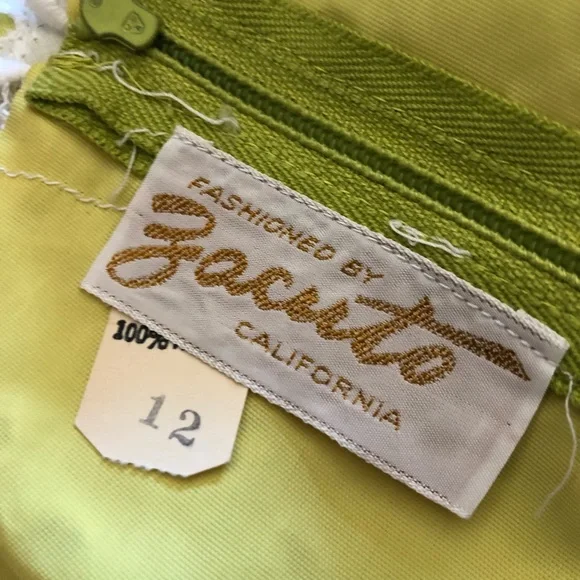 FASHIONED BY
Zacuto
CALIFORNIA
100%
12